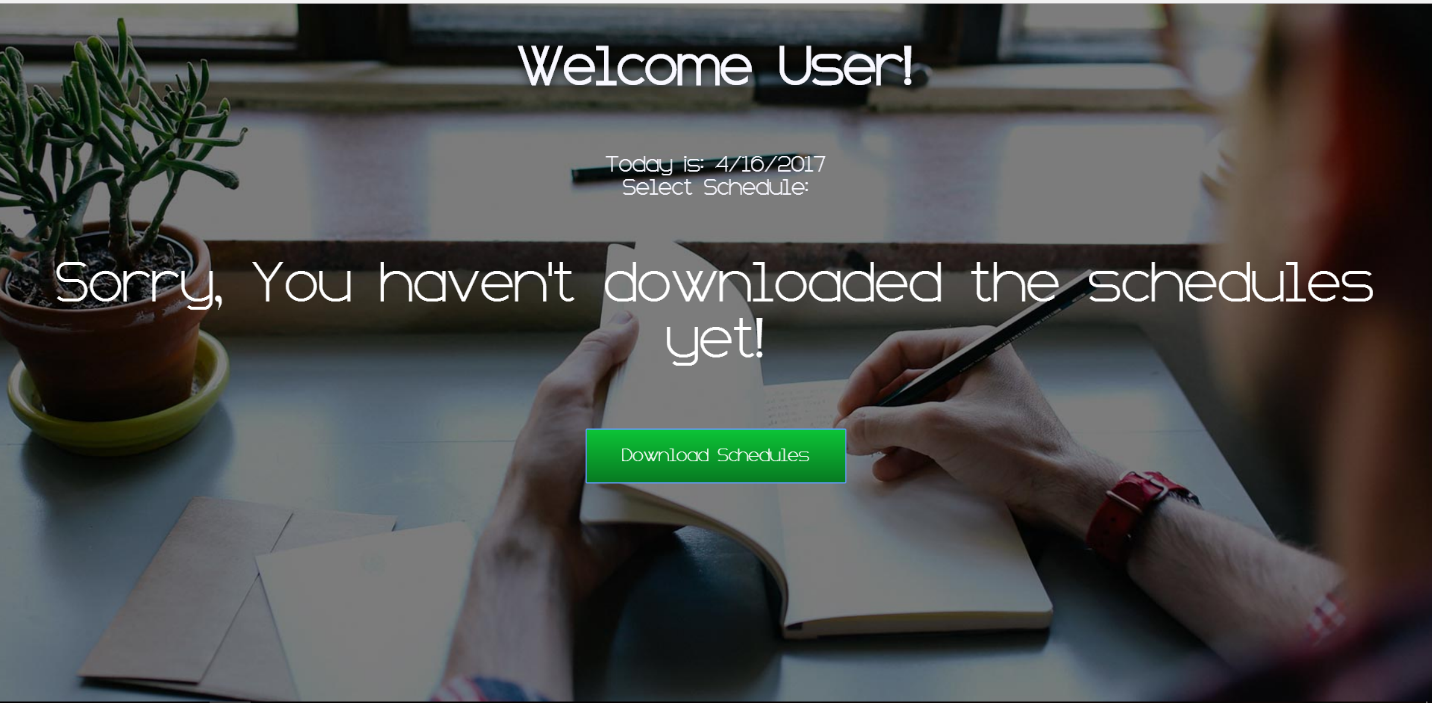 Welcome User!
Today is: 4/16/2017
Select Schedule:
Sorry, You haven't downloaded the schedules
yet!
Download Schedules